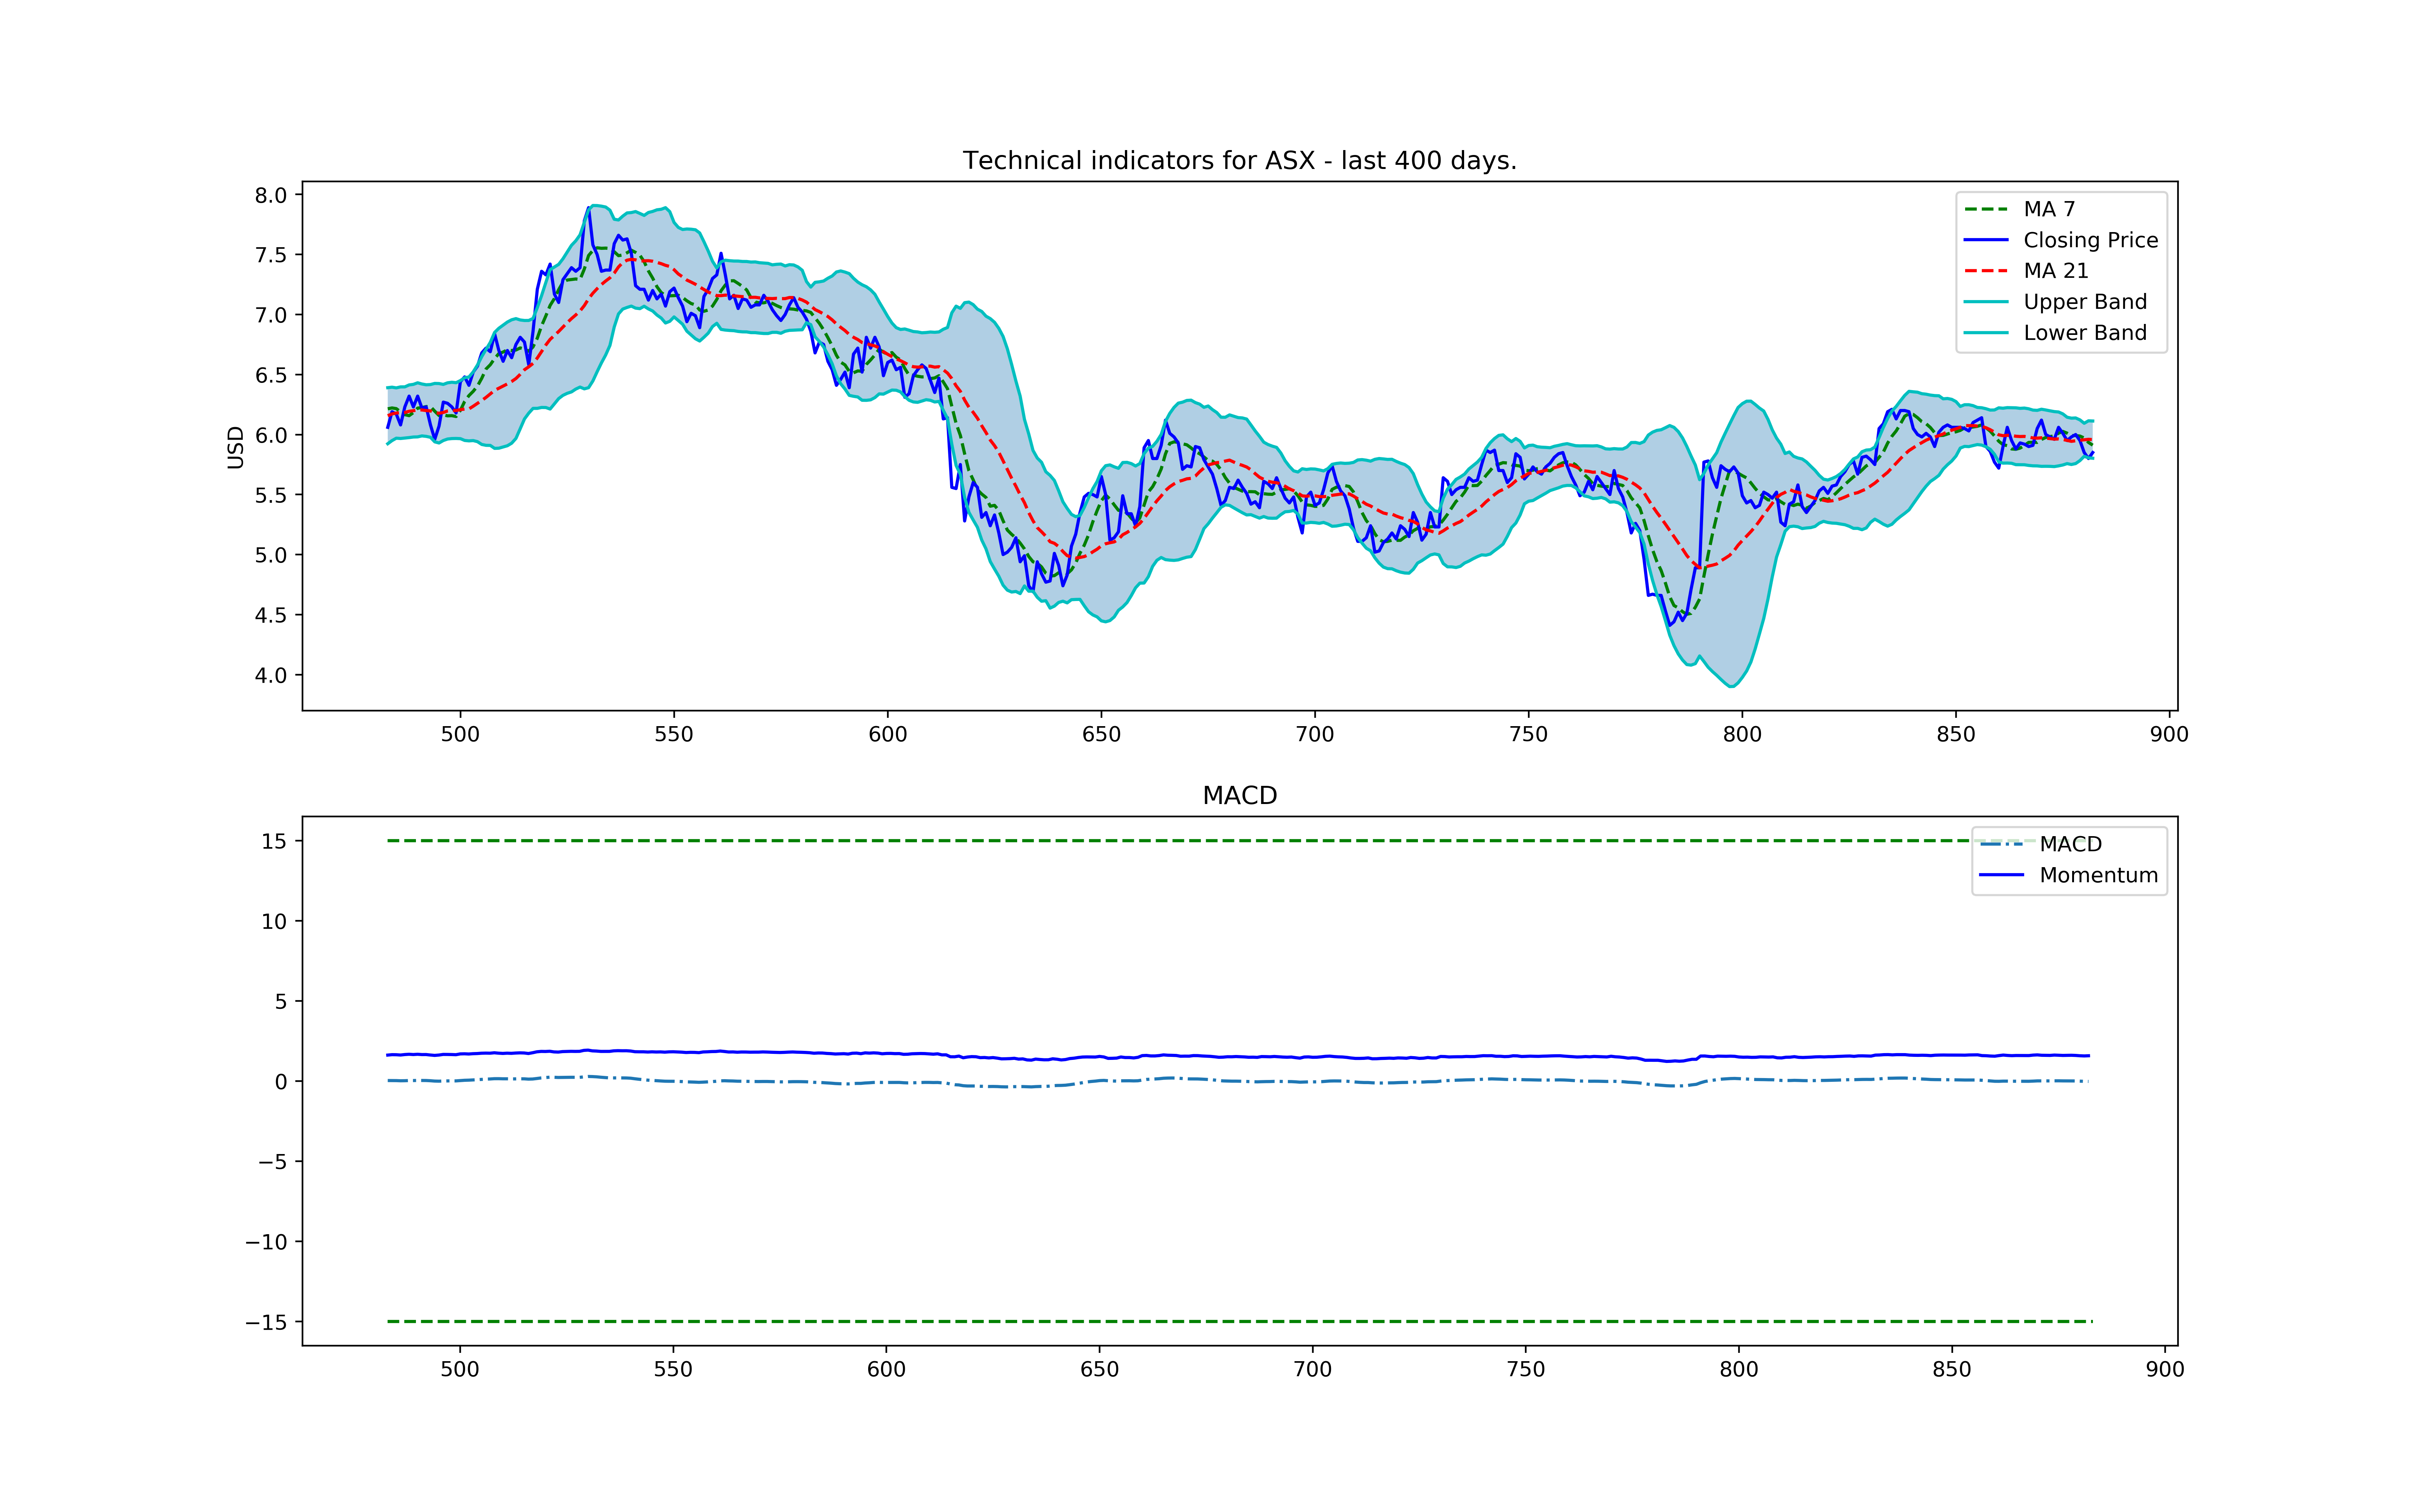 Technical indicators for ASX - last 400 days.
8.0
7.5
7.0
6.5
6.0
5.5
5.0
4.5
4.0
USD
MA 7
Closing Price
MA 21
Upper Band
Lower Band
500 550 600 650 700 750 800 850 900
MACD
15
10
5
0
−5
−10
−15
MACD
Momentum
500 550 600 650 700 750 800 850 900